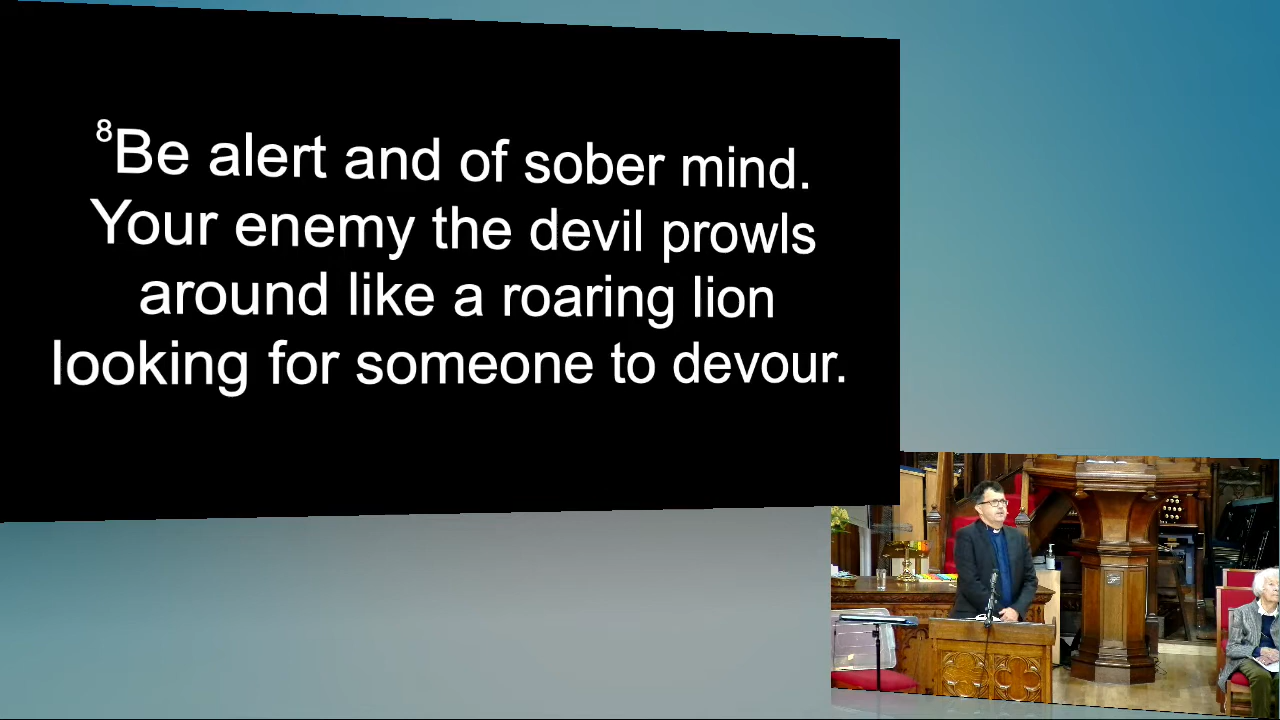 ⁸Be alert and of sober mind.
Your enemy the devil prowls
around like a roaring lion
looking for someone to devour.